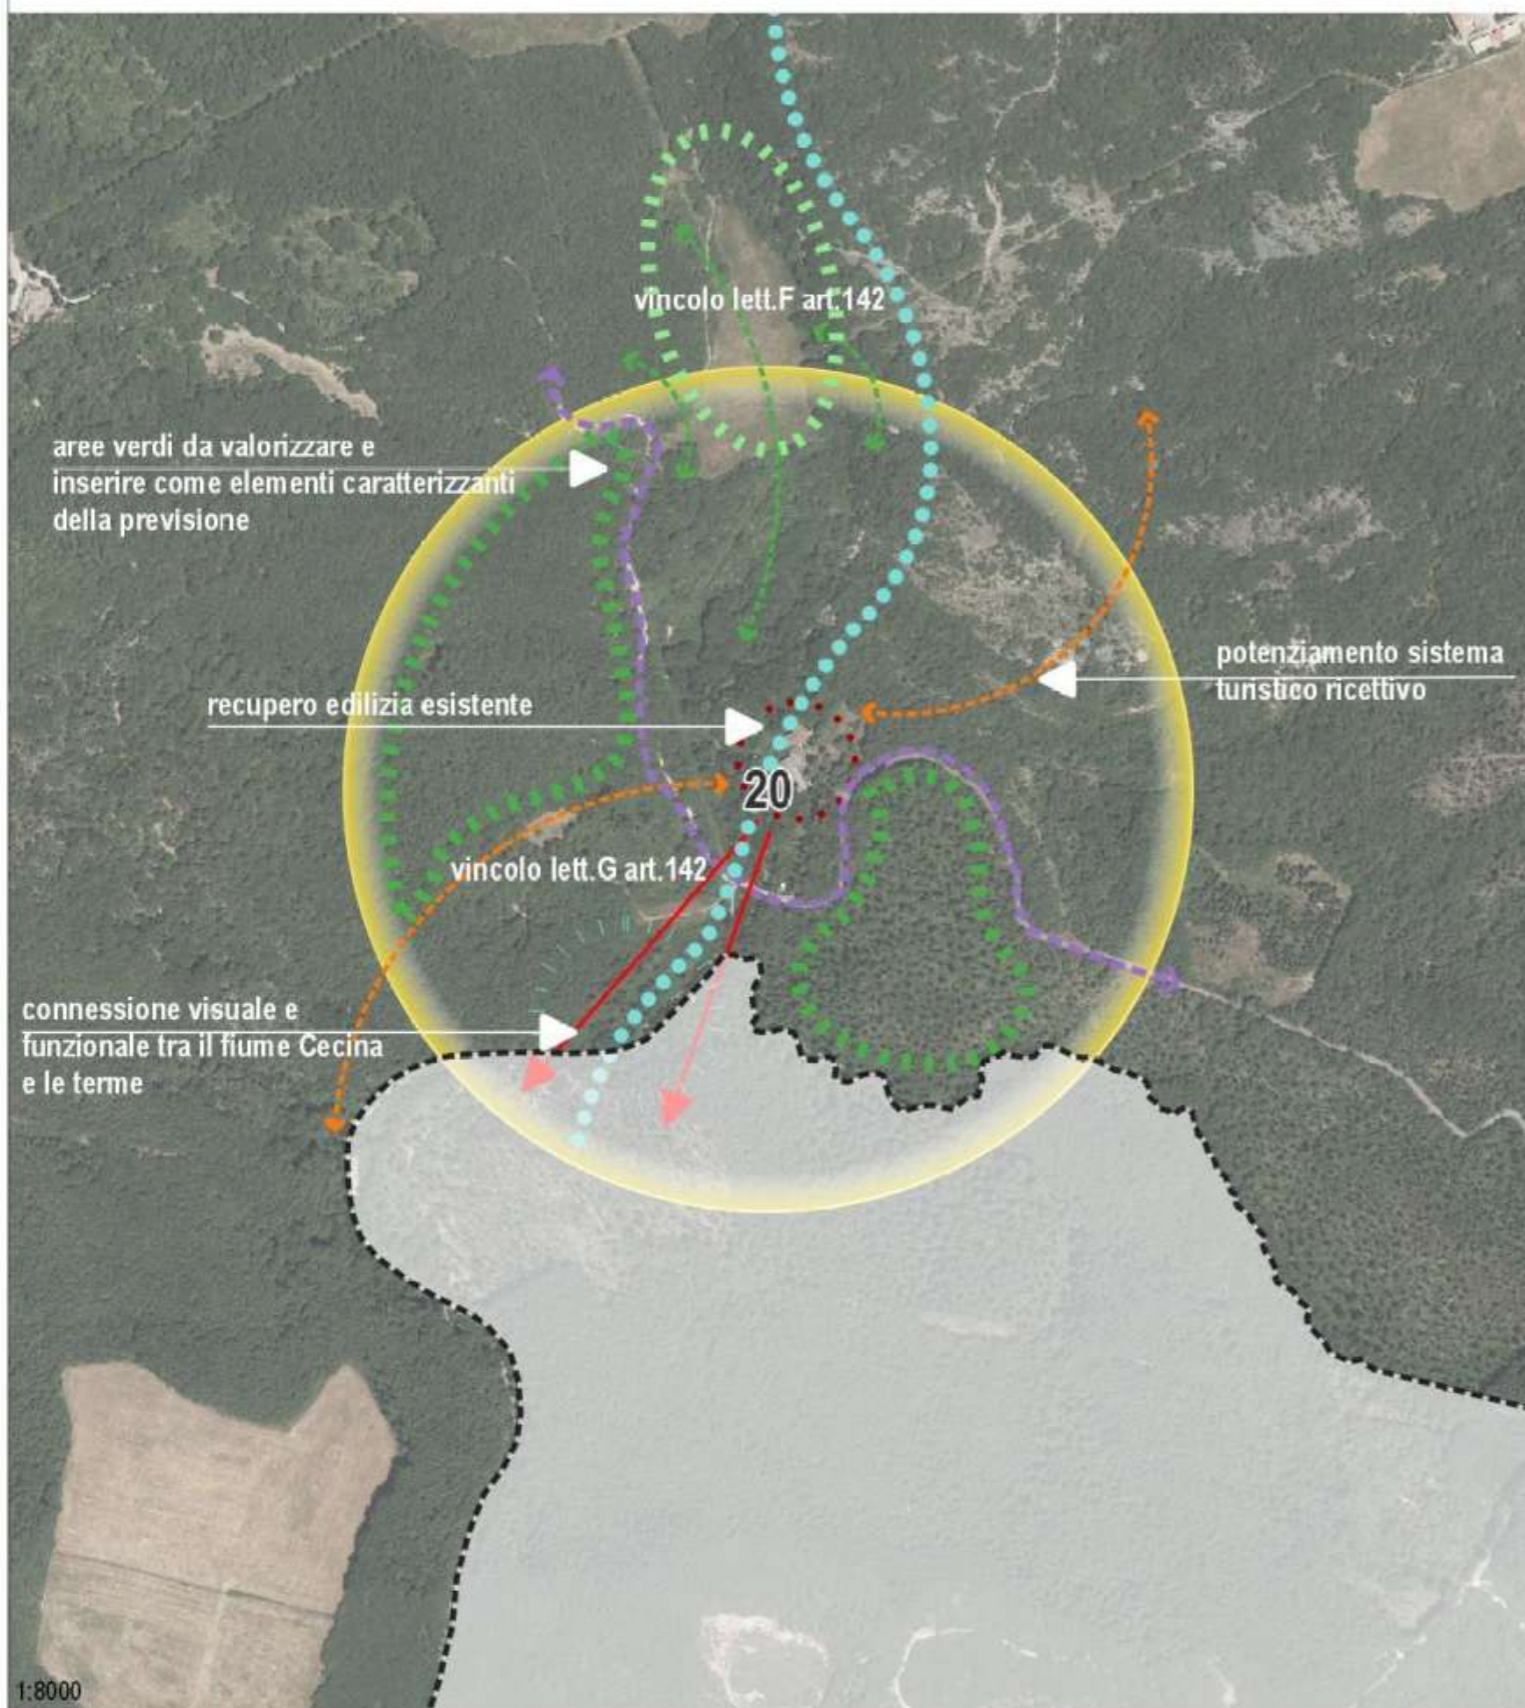 vincolo lett.F art.142
aree verdi da valorizzare e
inserire come elementi caratterizzanti
della previsione
potenziamento sistema
turistico ricettivo
recupero edilizia esistente
20
vincolo lett.G art.142
connessione visuale e
funzionale tra il fiume Cecina
e le terme
1:8000